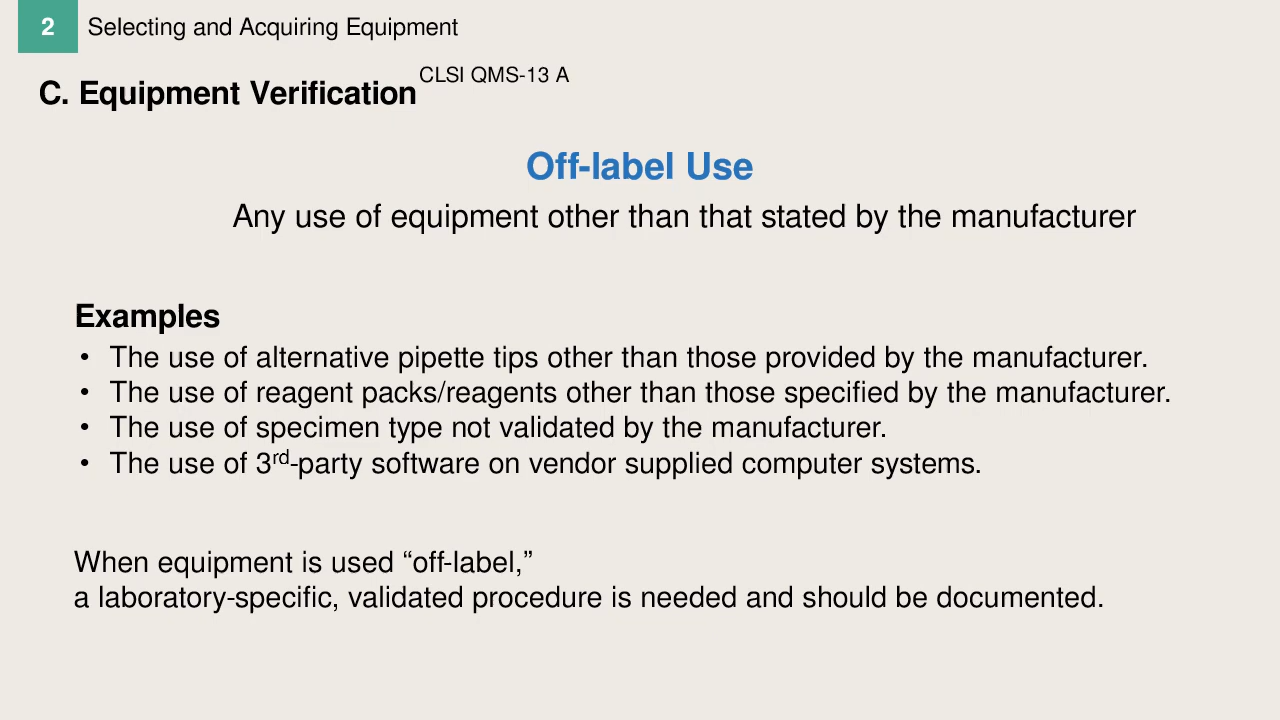 2 Selecting and Acquiring Equipment
C. Equipment Verification CLSI QMS-13 A
Off-label Use
Any use of equipment other than that stated by the manufacturer
Examples
• The use of alternative pipette tips other than those provided by the manufacturer.
• The use of reagent packs/reagents other than those specified by the manufacturer.
• The use of specimen type not validated by the manufacturer.
• The use of 3rd-party software on vendor supplied computer systems.
When equipment is used “off-label,”
a laboratory-specific, validated procedure is needed and should be documented.